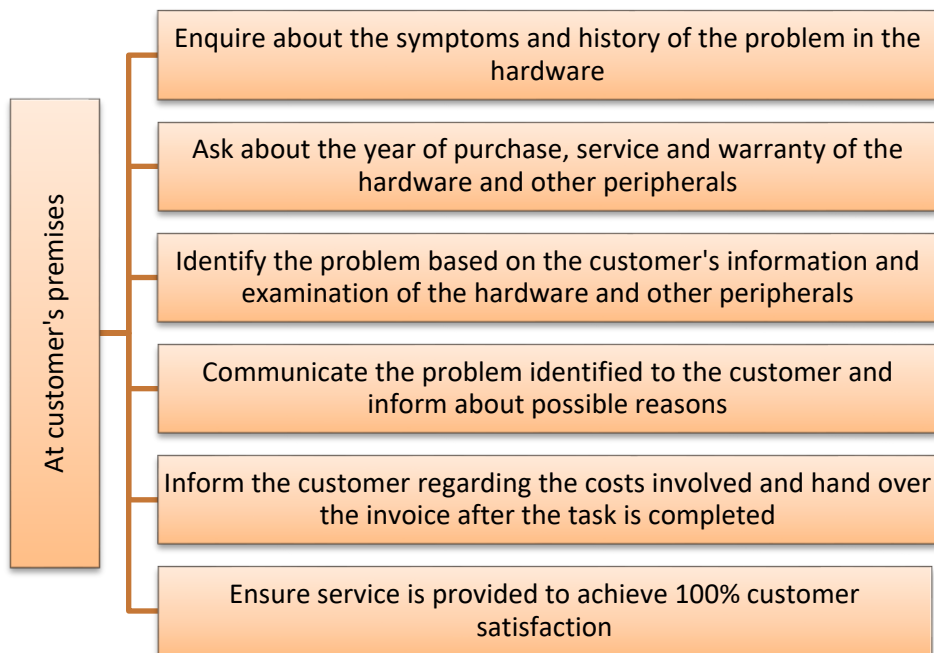 At customer's premises
Enquire about the symptoms and history of the problem in the
hardware
Ask about the year of purchase, service and warranty of the
hardware and other peripherals
Identify the problem based on the customer's information and
examination of the hardware and other peripherals
Communicate the problem identified to the customer and
inform about possible reasons
Inform the customer regarding the costs involved and hand over
the invoice after the task is completed
Ensure service is provided to achieve 100% customer
satisfaction